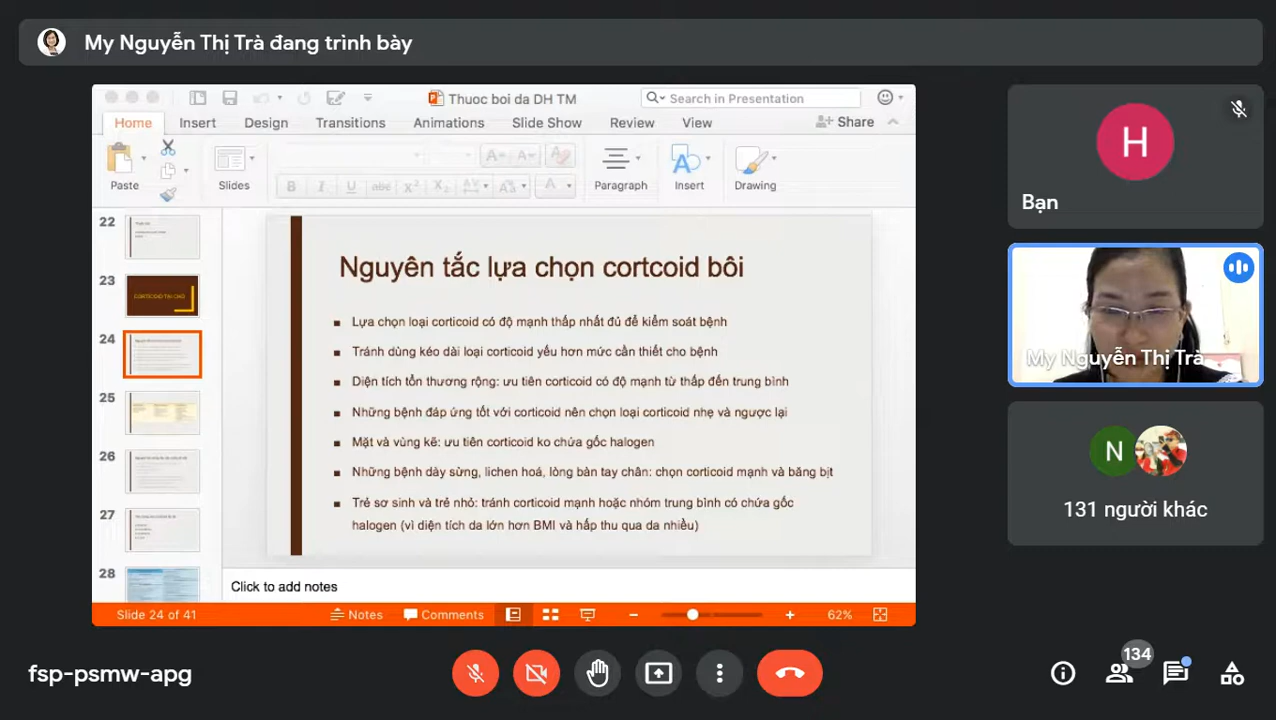 My Nguyễn Thị Trà đang trình bày
Thuoc boi da DH TM
Search in Presentation
Home Insert Design Transitions Animations Slide Show Review View Share
Paste Slides Paragraph Insert Drawing
22
23
CORTICOID TẠI CHỖ
24
25
26
27
28
Nguyên tắc lựa chọn cortcoid bôi
Lựa chọn loại corticoid có độ mạnh thấp nhất đủ để kiểm soát bệnh
Tránh dùng kéo dài loại corticoid yếu hơn mức cần thiết cho bệnh
Diện tích tổn thương rộng: ưu tiên corticoid có độ mạnh từ thấp đến trung bình
Những bệnh đáp ứng tốt với corticoid nên chọn loại corticoid nhẹ và ngược lại
Mặt và vùng kẽ: ưu tiên corticoid ko chứa gốc halogen
Những bệnh dày sừng, lichen hoá, lòng bàn tay chân: chọn corticoid mạnh và băng bịt
Trẻ sơ sinh và trẻ nhỏ: tránh corticoid mạnh hoặc nhóm trung bình có chứa gốc
halogen (vì diện tích da lớn hơn BMI và hấp thu qua da nhiều)
Click to add notes
Slide 24 of 41 Notes Comments 62%
H
Bạn
My Nguyễn Thị Trà
N
131 người khác
fsp-psmw-apg
134